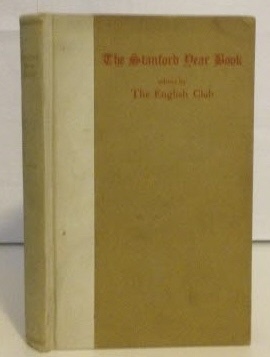 The Stanford Year Book
edited by
The English Club